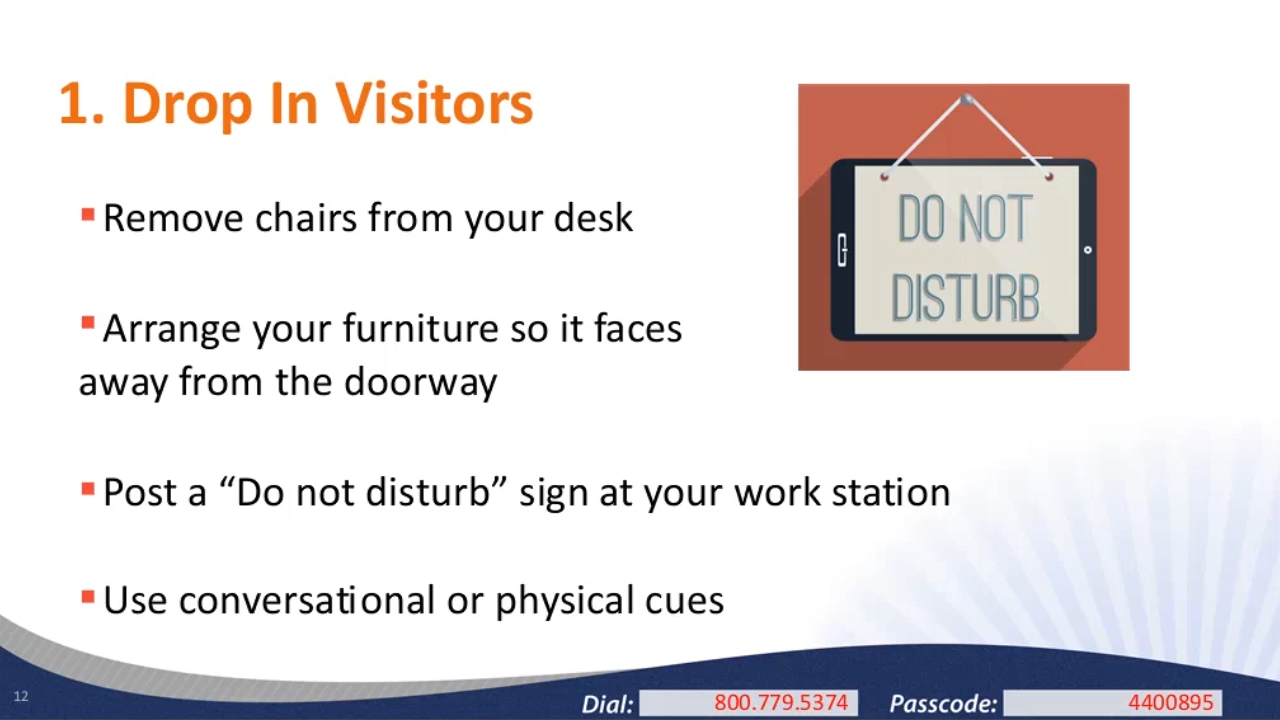 1. Drop In Visitors
DO NOT
DISTURB
Remove chairs from your desk
Arrange your furniture so it faces
away from the doorway
Post a “Do not disturb” sign at your work station
Use conversational or physical cues
12
Dial: 800.779.5374 Passcode: 4400895